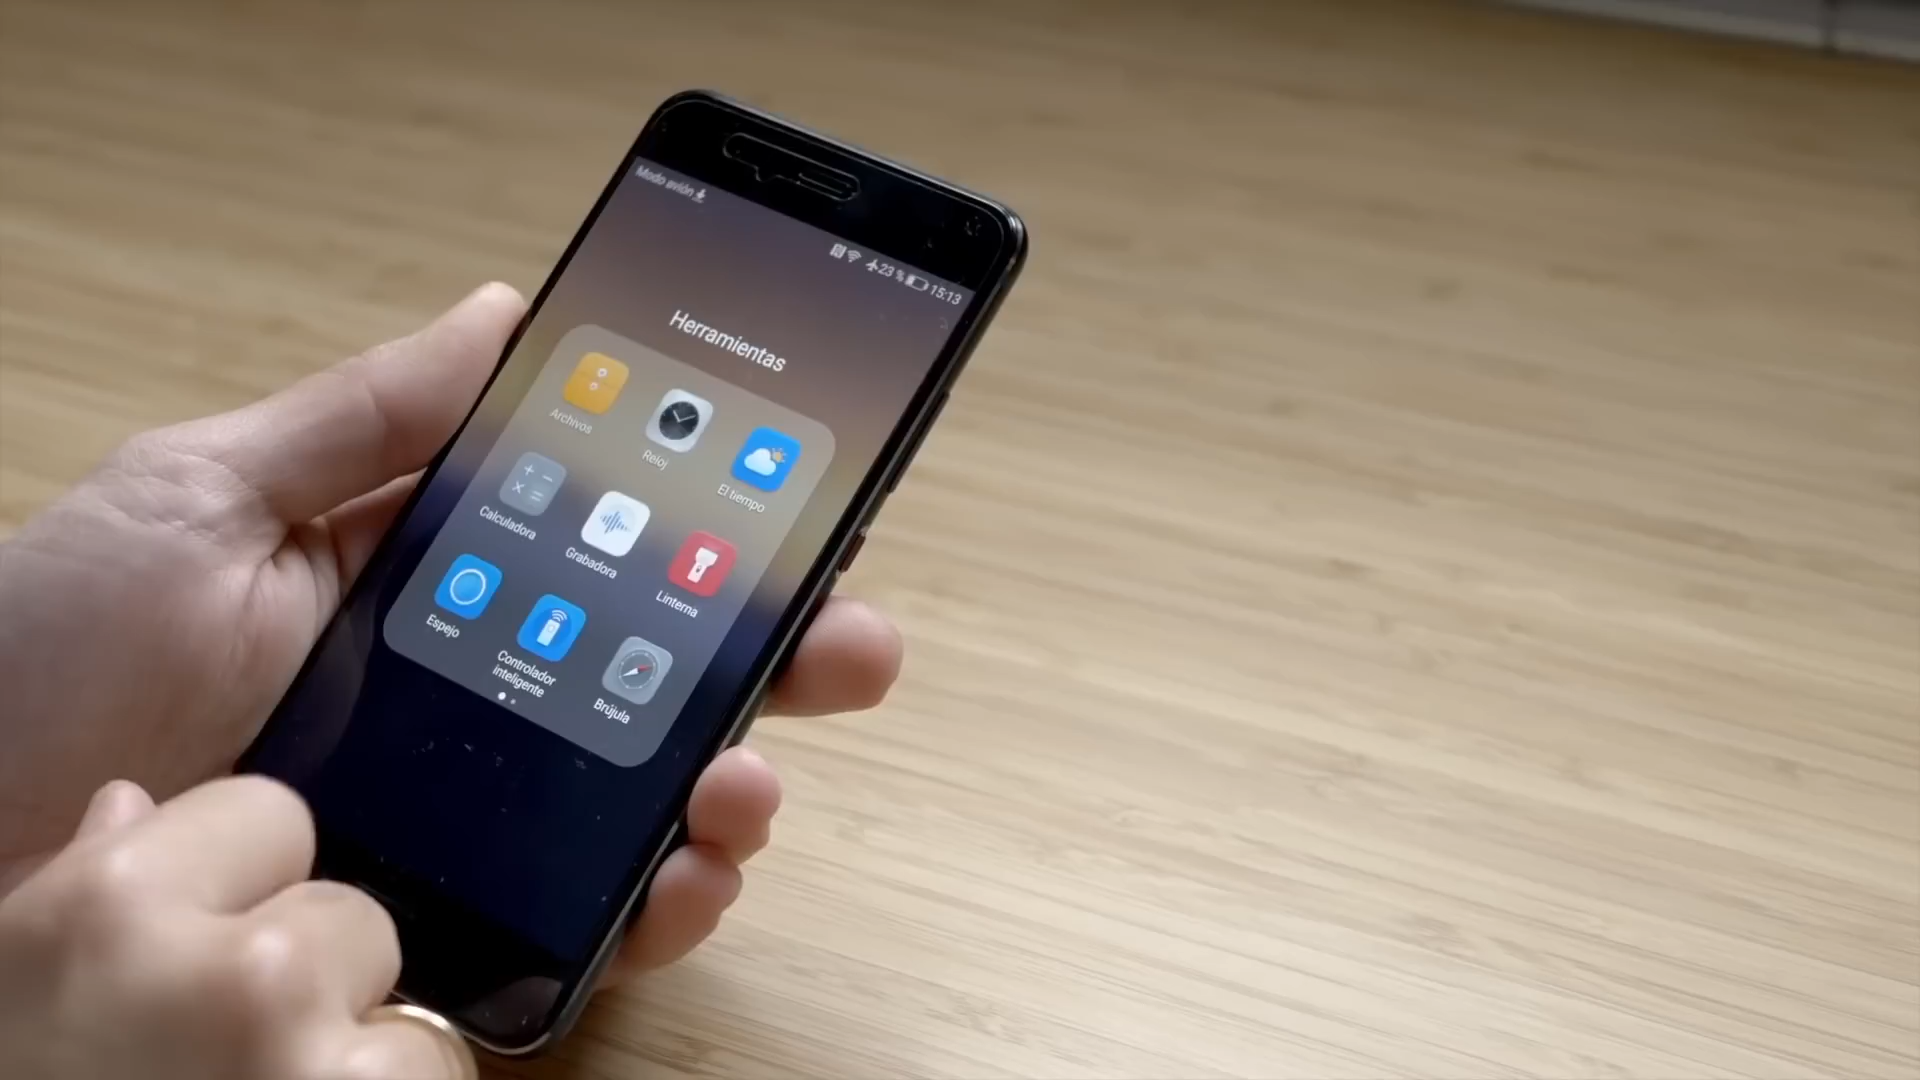 Modo avión
23 % 15:13
Herramientas
Archivos
Reloj
El tiempo
Calculadora
Grabadora
Linterna
Espejo
Controlador
inteligente
Brújula